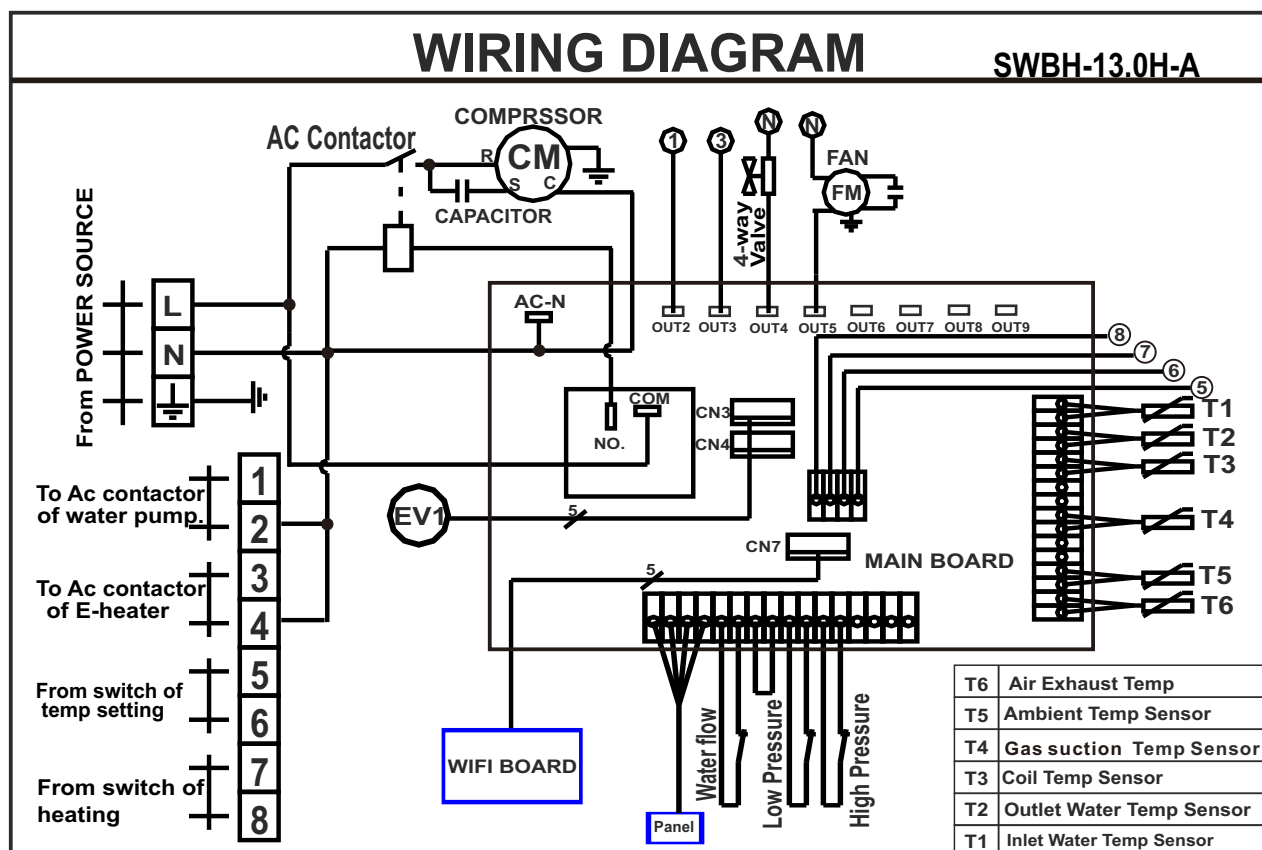 WIRING DIAGRAM
SWBH-13.0H-A
COMPRSSOR
AC Contactor
R
CM
S
C
CAPACITOR
1
3
N
N
FAN
FM
4-way
Valve
From POWER SOURCE
L
N
AC-N
OUT2
OUT3
OUT4
OUT5
OUT6
OUT7
OUT8
OUT9
8
7
6
5
COM
NO.
CN3
CN4
T1
T2
T3
T4
T5
T6
EV1
5
CN7
MAIN BOARD
5
To Ac contactor
of water pump.
1
2
To Ac contactor
of E-heater
3
4
From switch of
temp setting
5
6
From switch of
heating
7
8
WIFI BOARD
Panel
Water flow
Low Pressure
High Pressure
T6 Air Exhaust Temp
T5 Ambient Temp Sensor
T4 Gas suction Temp Sensor
T3 Coil Temp Sensor
T2 Outlet Water Temp Sensor
T1 Inlet Water Temp Sensor